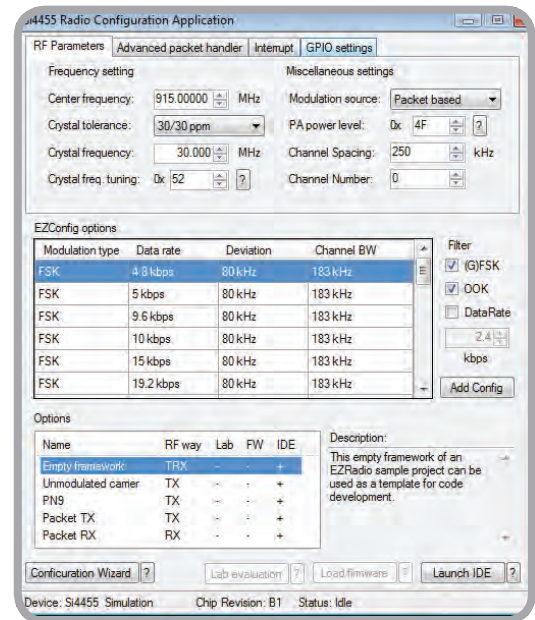 Si4455 Radio Configuration Application
RF Parameters Advanced packet handler Interrupt GPIO settings
Frequency setting Miscellaneous settings
Center frequency: 915.00000 MHz Modulation source: Packet based
Crystal tolerance: 30/30 ppm PA power level: 0x 4F ?
Crystal frequency: 30.000 MHz Channel Spacing: 250 kHz
Crystal freq. tuning: 0x 52 ? Channel Number: 0
EZConfig options
Modulation type Data rate Deviation Channel BW Filter
FSK 4.8 kbps 80 kHz 183 kHz (G)FSK
FSK 5 kbps 80 kHz 183 kHz OOK
FSK 9.6 kbps 80 kHz 183 kHz DataRate
FSK 10 kbps 80 kHz 183 kHz 2.4
FSK 15 kbps 80 kHz 183 kHz kbps
FSK 19.2 kbps 80 kHz 183 kHz Add Config
Options
Name RF way Lab FW IDE
Empty framework TRX - - +
Unmodulated carrier TX - - +
PN9 TX - - +
Packet TX TX - - +
Packet RX RX - - +
Description:
This empty framework of an
EZRadio sample project can be
used as a template for code
development.
Configuration Wizard ? Lab evaluation ? Load firmware ? Launch IDE ?
Device: Si4455 Simulation Chip Revision: B1 Status: Idle